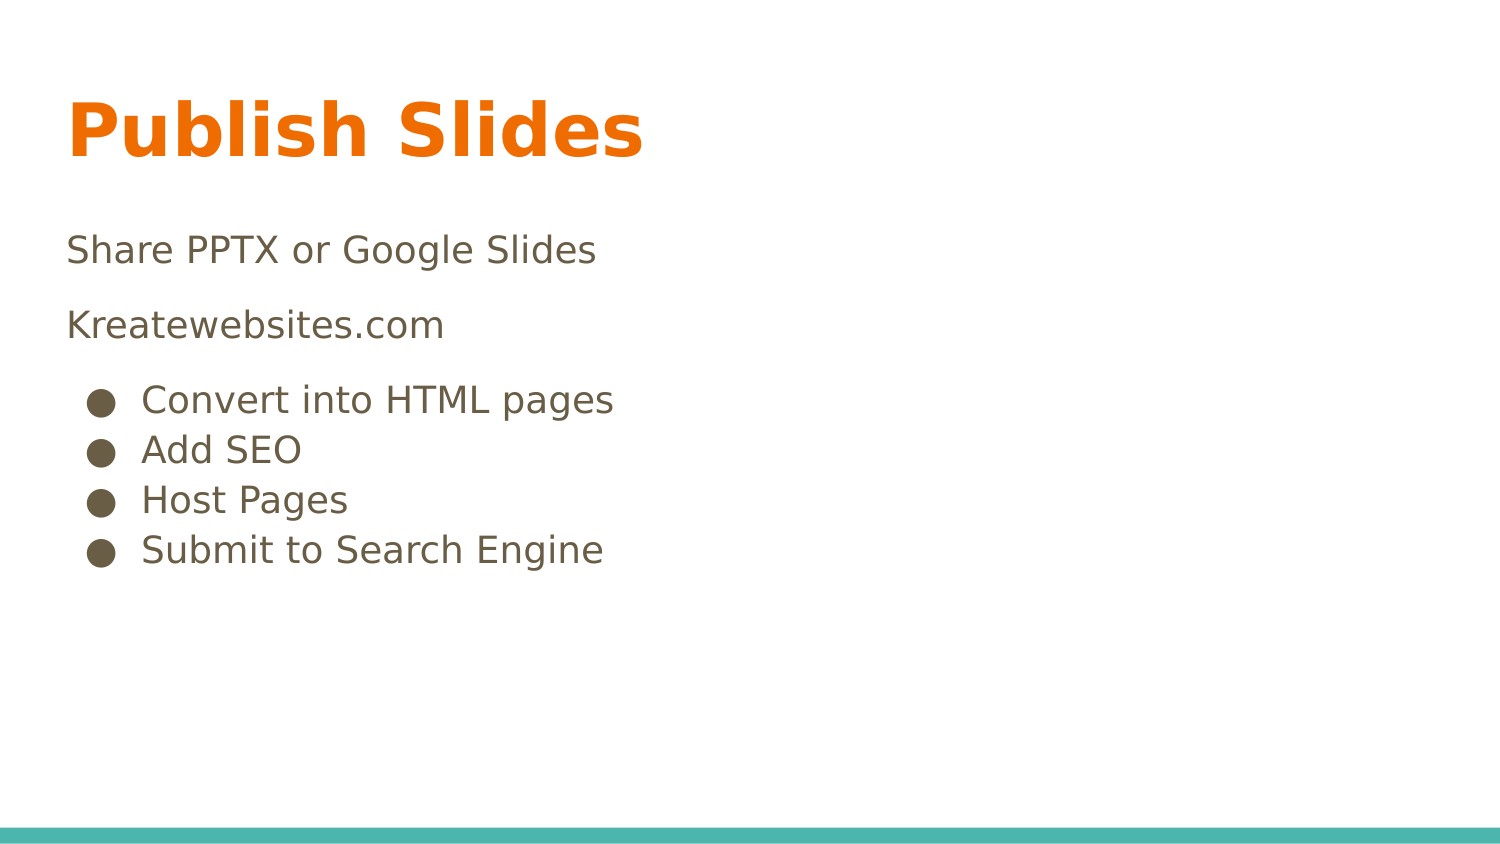 Publish Slides
Share PPTX or Google Slides
Kreatewebsites.com
● Convert into HTML pages
● Add SEO
● Host Pages
● Submit to Search Engine